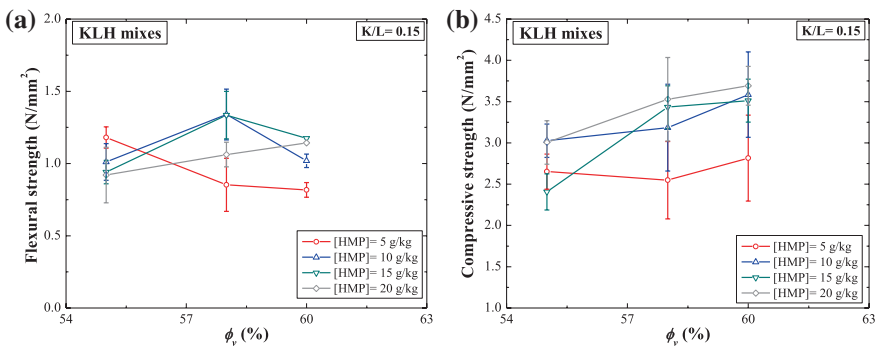 (a)
KLH mixes
K/L= 0.15
Flexural strength (N/mm²)
2.0
1.5
1.0
0.5
0.0
54
57
60
63
ϕᵥ (%)
[HMP]= 5 g/kg
[HMP]= 10 g/kg
[HMP]= 15 g/kg
[HMP]= 20 g/kg
(b)
KLH mixes
K/L= 0.15
Compressive strength (N/mm²)
4.5
4.0
3.5
3.0
2.5
2.0
1.5
1.0
54
57
60
63
ϕᵥ (%)
[HMP]= 5 g/kg
[HMP]= 10 g/kg
[HMP]= 15 g/kg
[HMP]= 20 g/kg